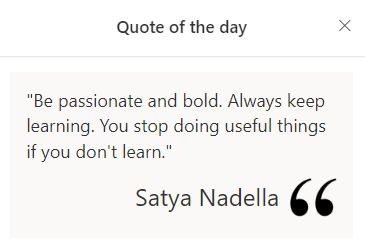 Quote of the day
"Be passionate and bold. Always keep
learning. You stop doing useful things
if you don't learn."
Satya Nadella